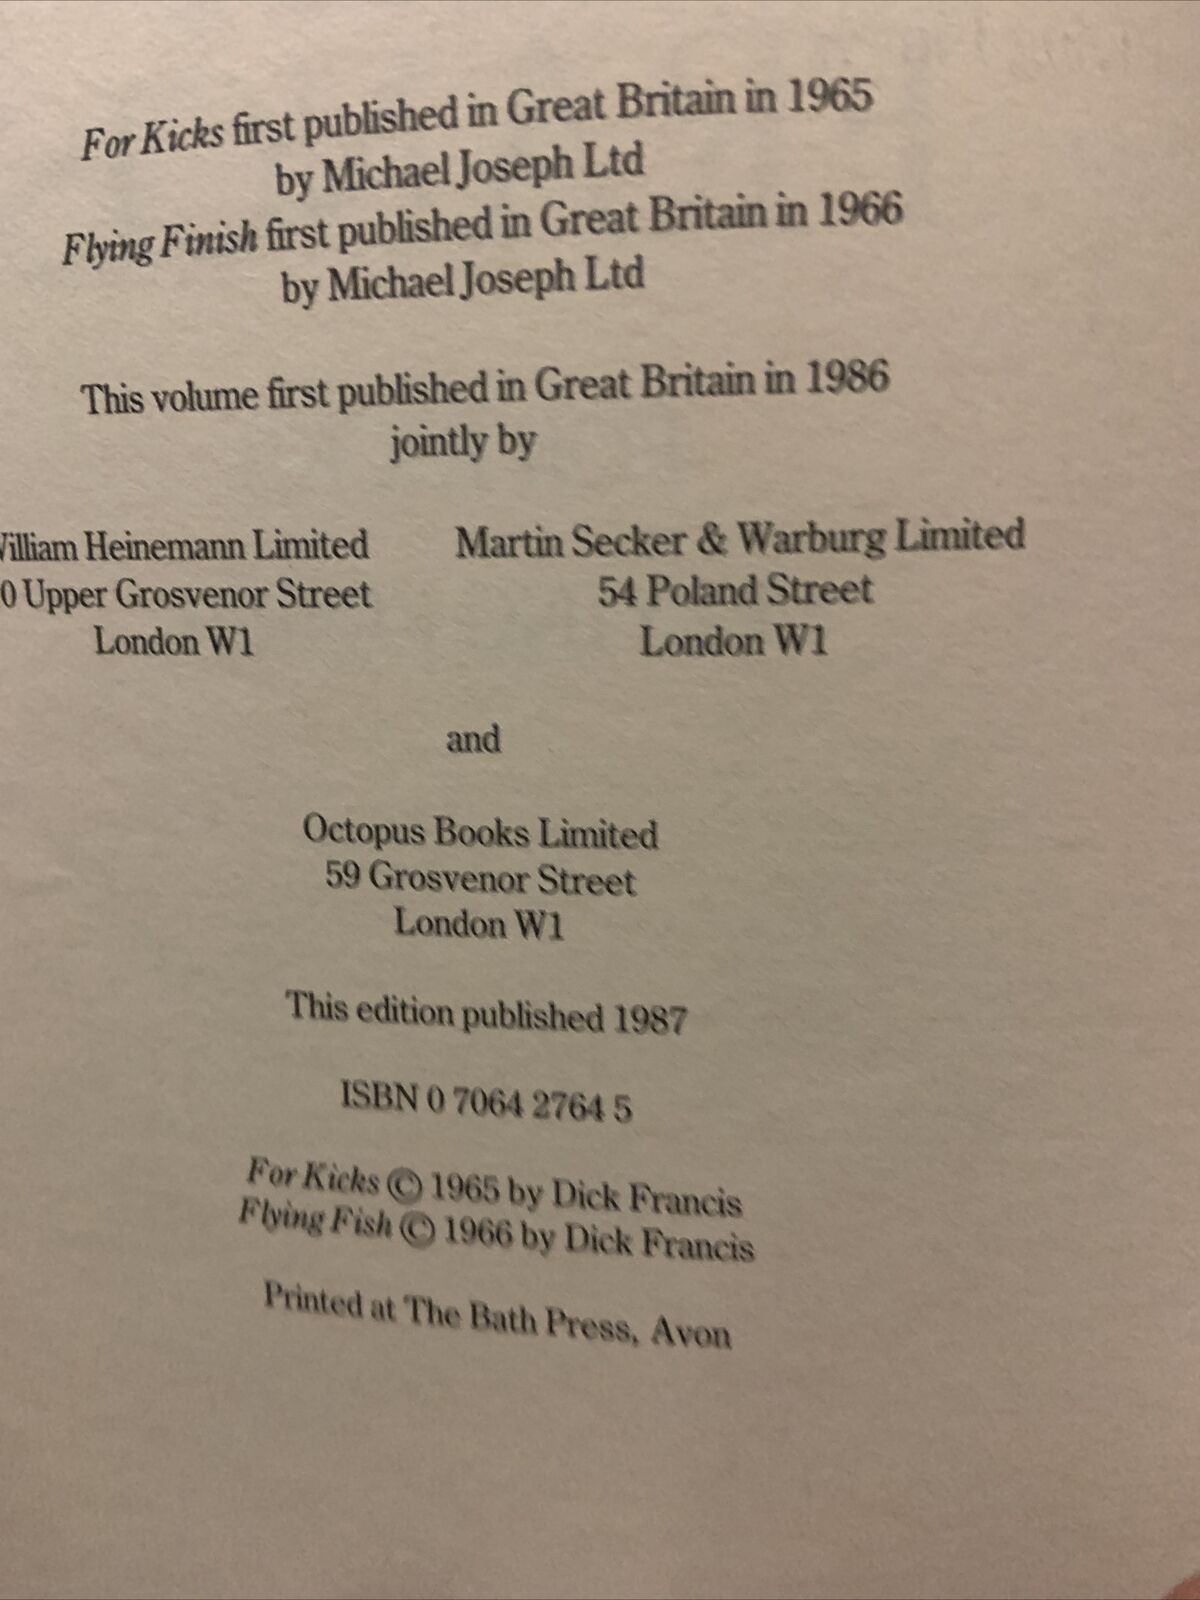 For Kicks first published in Great Britain in 1965
by Michael Joseph Ltd
Flying Finish first published in Great Britain in 1966
by Michael Joseph Ltd
This volume first published in Great Britain in 1986
jointly by
William Heinemann Limited
0 Upper Grosvenor Street
London W1
Martin Secker & Warburg Limited
54 Poland Street
London W1
and
Octopus Books Limited
59 Grosvenor Street
London W1
This edition published 1987
ISBN 0 7064 2764 5
For Kicks © 1965 by Dick Francis
Flying Fish © 1966 by Dick Francis
Printed at The Bath Press, Avon